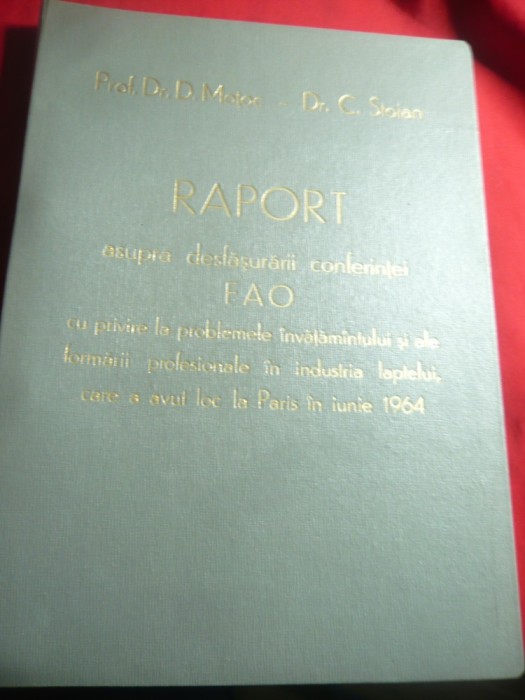 Prof. Dr. D. Moțoc - Dr. C. Stoian
RAPORT
asupra desfășurării conferinței
FAO
cu privire la problemele învățămîntului și ale
formării profesionale în industria laptelui,
care a avut loc la Paris în iunie 1964